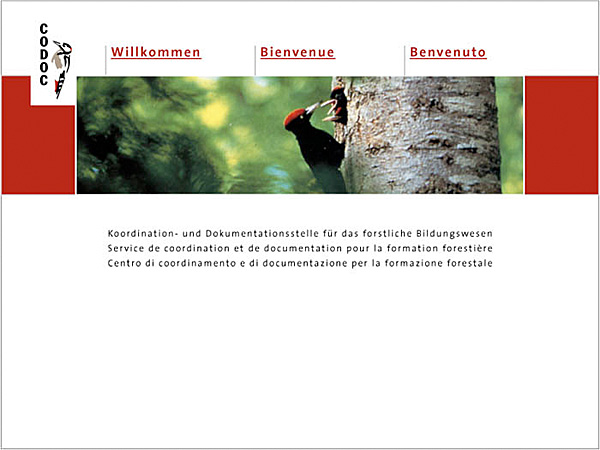 CODOC
Willkommen Bienvenue Benvenuto
Koordination- und Dokumentationsstelle für das forstliche Bildungswesen
Service de coordination et de documentation pour la formation forestière
Centro di coordinamento e di documentazione per la formazione forestale